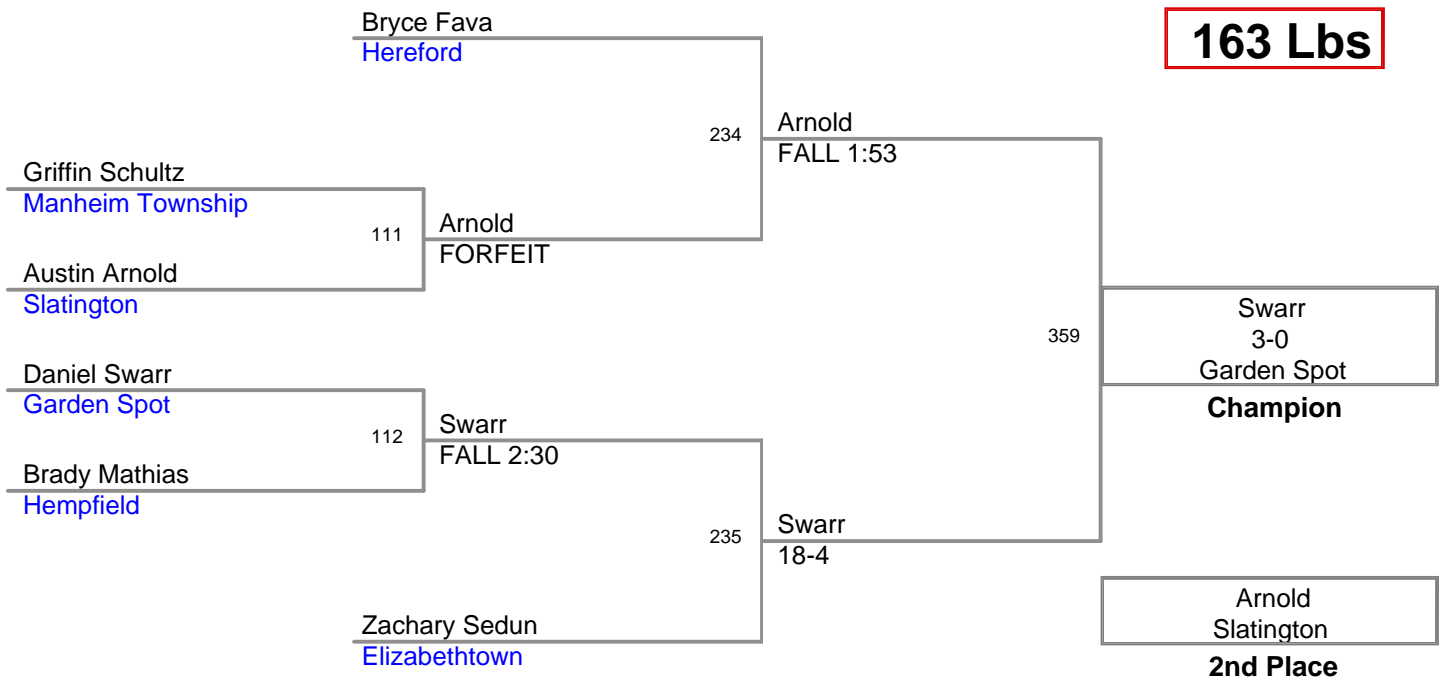 Bryce Fava
Hereford
163 Lbs
234
Arnold
FALL 1:53
Griffin Schultz
Manheim Township
111
Arnold
FORFEIT
Austin Arnold
Slatington
359
Swarr
3-0
Garden Spot
Champion
Daniel Swarr
Garden Spot
112
Swarr
FALL 2:30
Brady Mathias
Hempfield
235
Swarr
18-4
Zachary Sedun
Elizabethtown
Arnold
Slatington
2nd Place